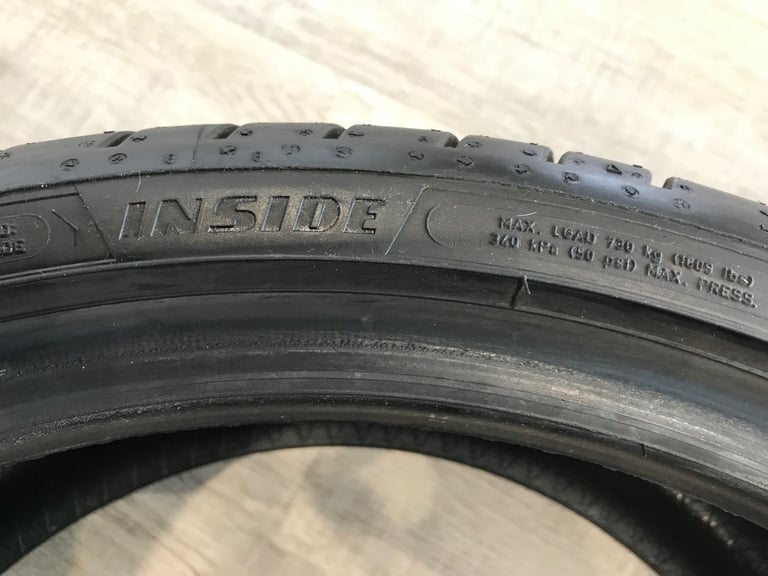 INSIDE
MAX. LOAD 730 kg (1609 lbs)
340 kPa (50 psi) MAX. PRESS.